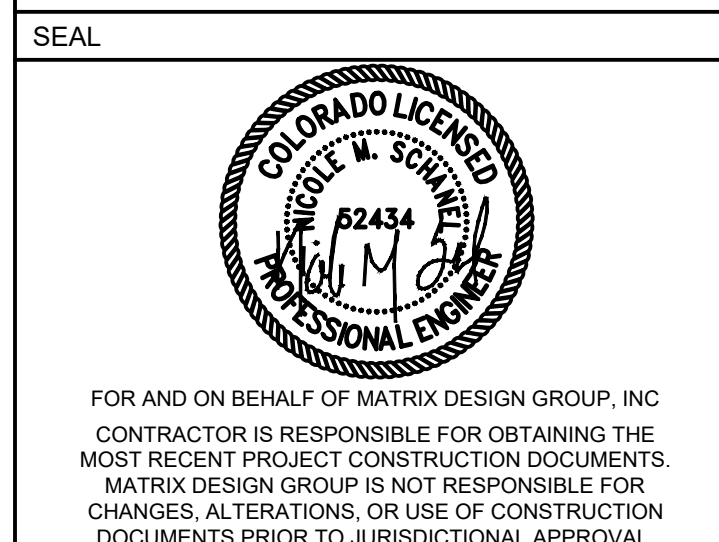 SEAL
COLORADO LICENSED
NICOLE M. SCHANEL
52434
PROFESSIONAL ENGINEER
FOR AND ON BEHALF OF MATRIX DESIGN GROUP, INC
CONTRACTOR IS RESPONSIBLE FOR OBTAINING THE
MOST RECENT PROJECT CONSTRUCTION DOCUMENTS.
MATRIX DESIGN GROUP IS NOT RESPONSIBLE FOR
CHANGES, ALTERATIONS, OR USE OF CONSTRUCTION
DOCUMENTS PRIOR TO JURISDICTIONAL APPROVAL